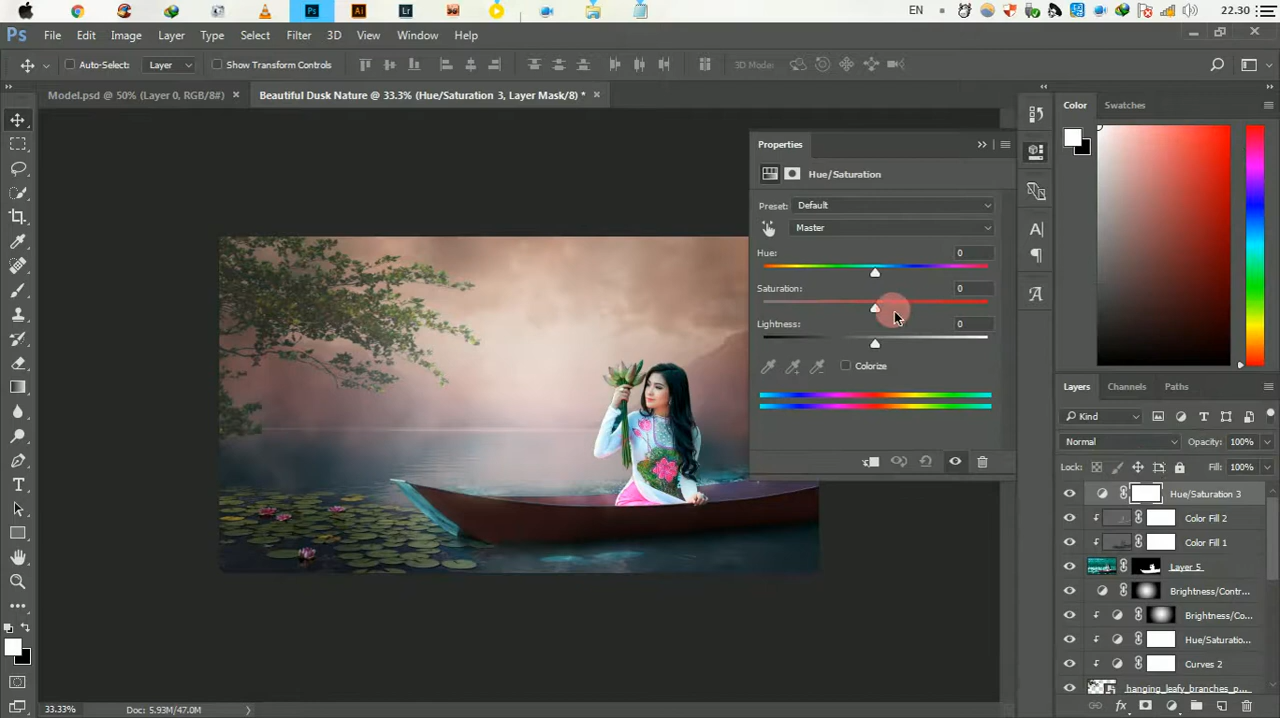 Ps
Ai
Lr
EN
22.30
Ps File Edit Image Layer Type Select Filter 3D View Window Help
Auto-Select: Layer Show Transform Controls 3D Mode:
Model.psd @ 50% (Layer 0, RGB/8#) × Beautiful Dusk Nature @ 33.3% (Hue/Saturation 3, Layer Mask/8) * ×
Properties
Hue/Saturation
Preset: Default
Master
Hue: 0
Saturation: 0
Lightness: 0
Colorize
Color Swatches
Layers Channels Paths
Kind
Normal Opacity: 100%
Lock: Fill: 100%
Hue/Saturation 3
Color Fill 2
Color Fill 1
Layer 5
Brightness/Contr...
Brightness/Co...
Hue/Saturatio...
Curves 2
hanging_leafy_branches_p...
33.33% Doc: 5.93M/47.0M